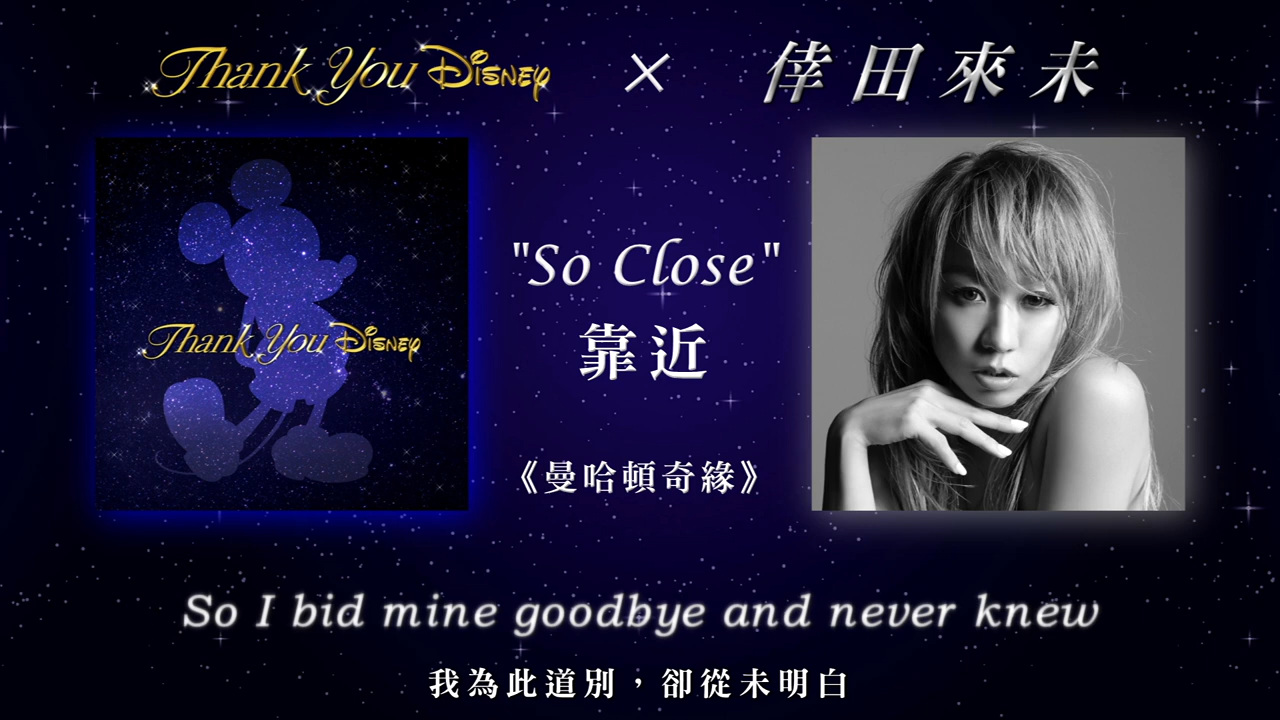 Thank You Disney × 倖田來未
Thank You Disney
"So Close"
靠近
《曼哈頓奇緣》
So I bid mine goodbye and never knew
我為此道別，卻從未明白